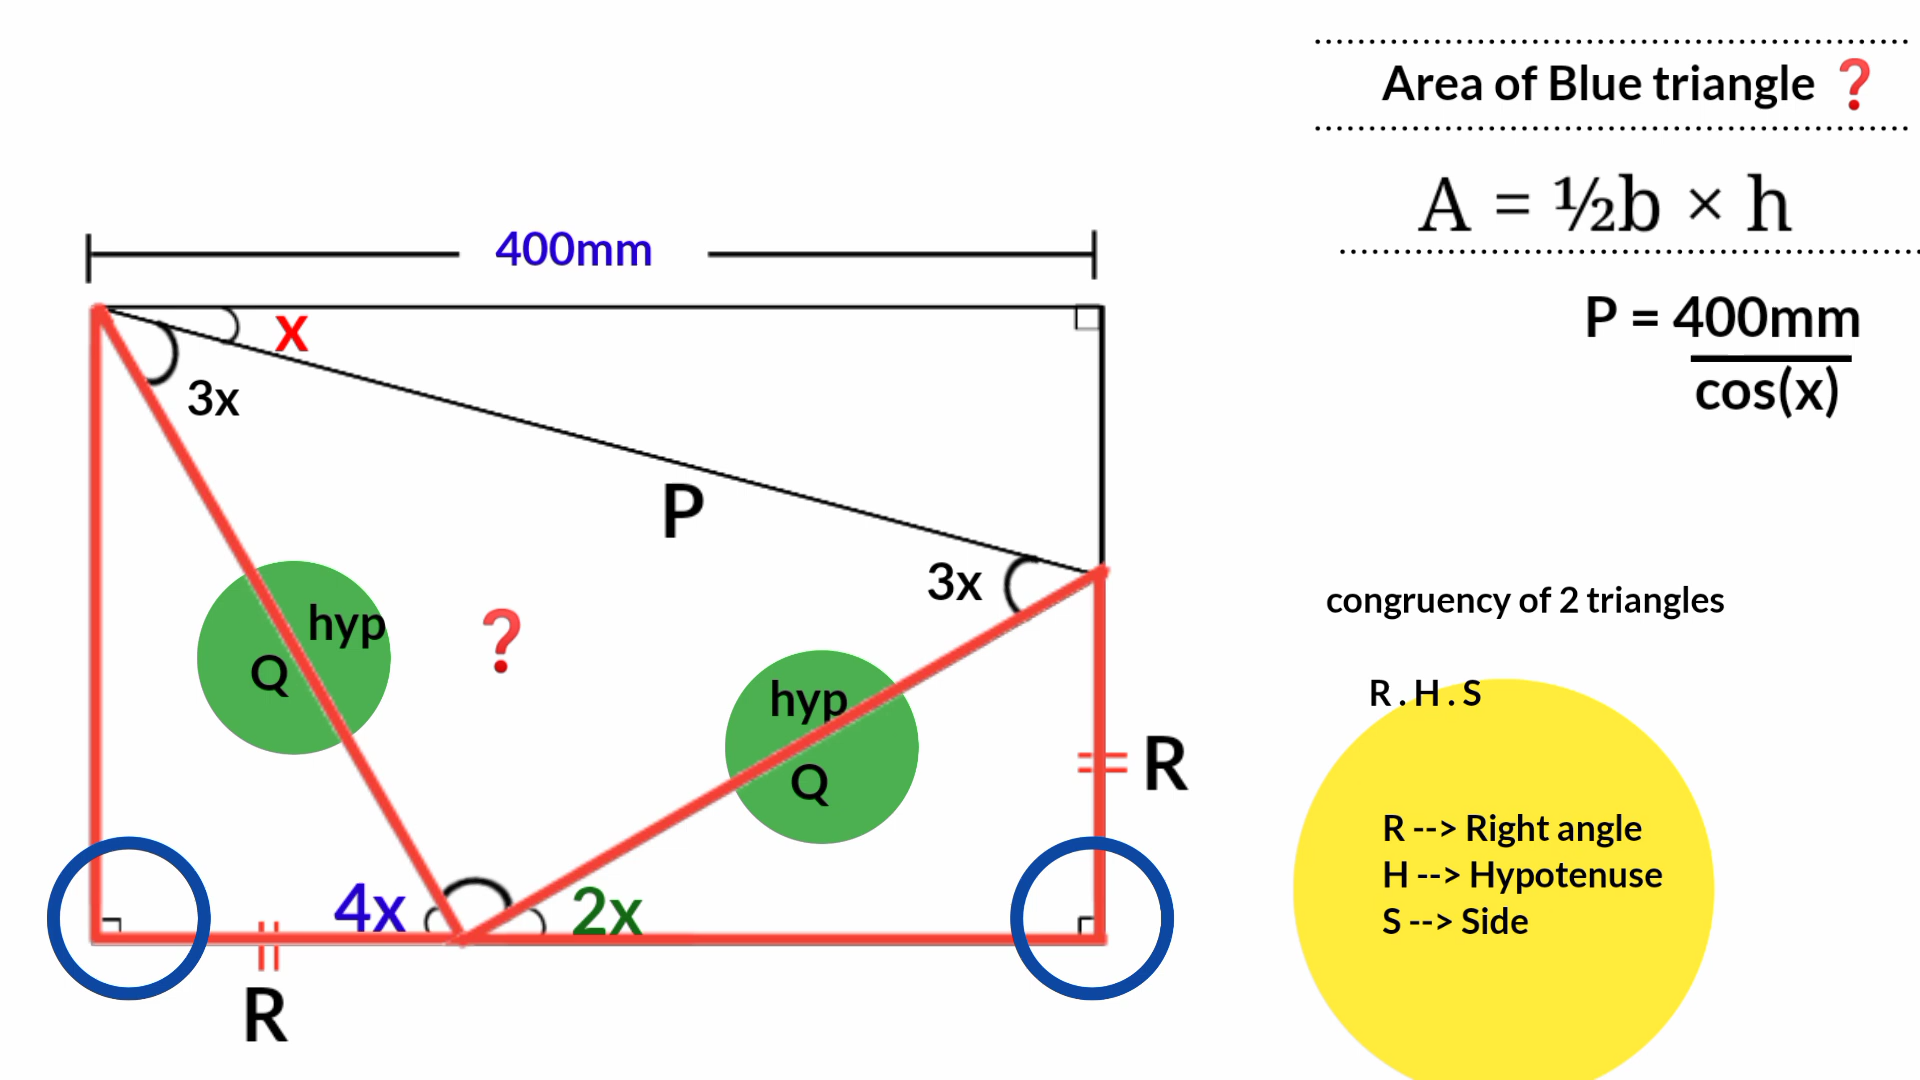 Area of Blue triangle ❓
A = ½b × h
400mm
P = 400mm
cos(x)
x
3x
P
3x
congruency of 2 triangles
hyp
Q
❓
hyp
Q
R . H . S
R
R --> Right angle
H --> Hypotenuse
S --> Side
4x
2x
R